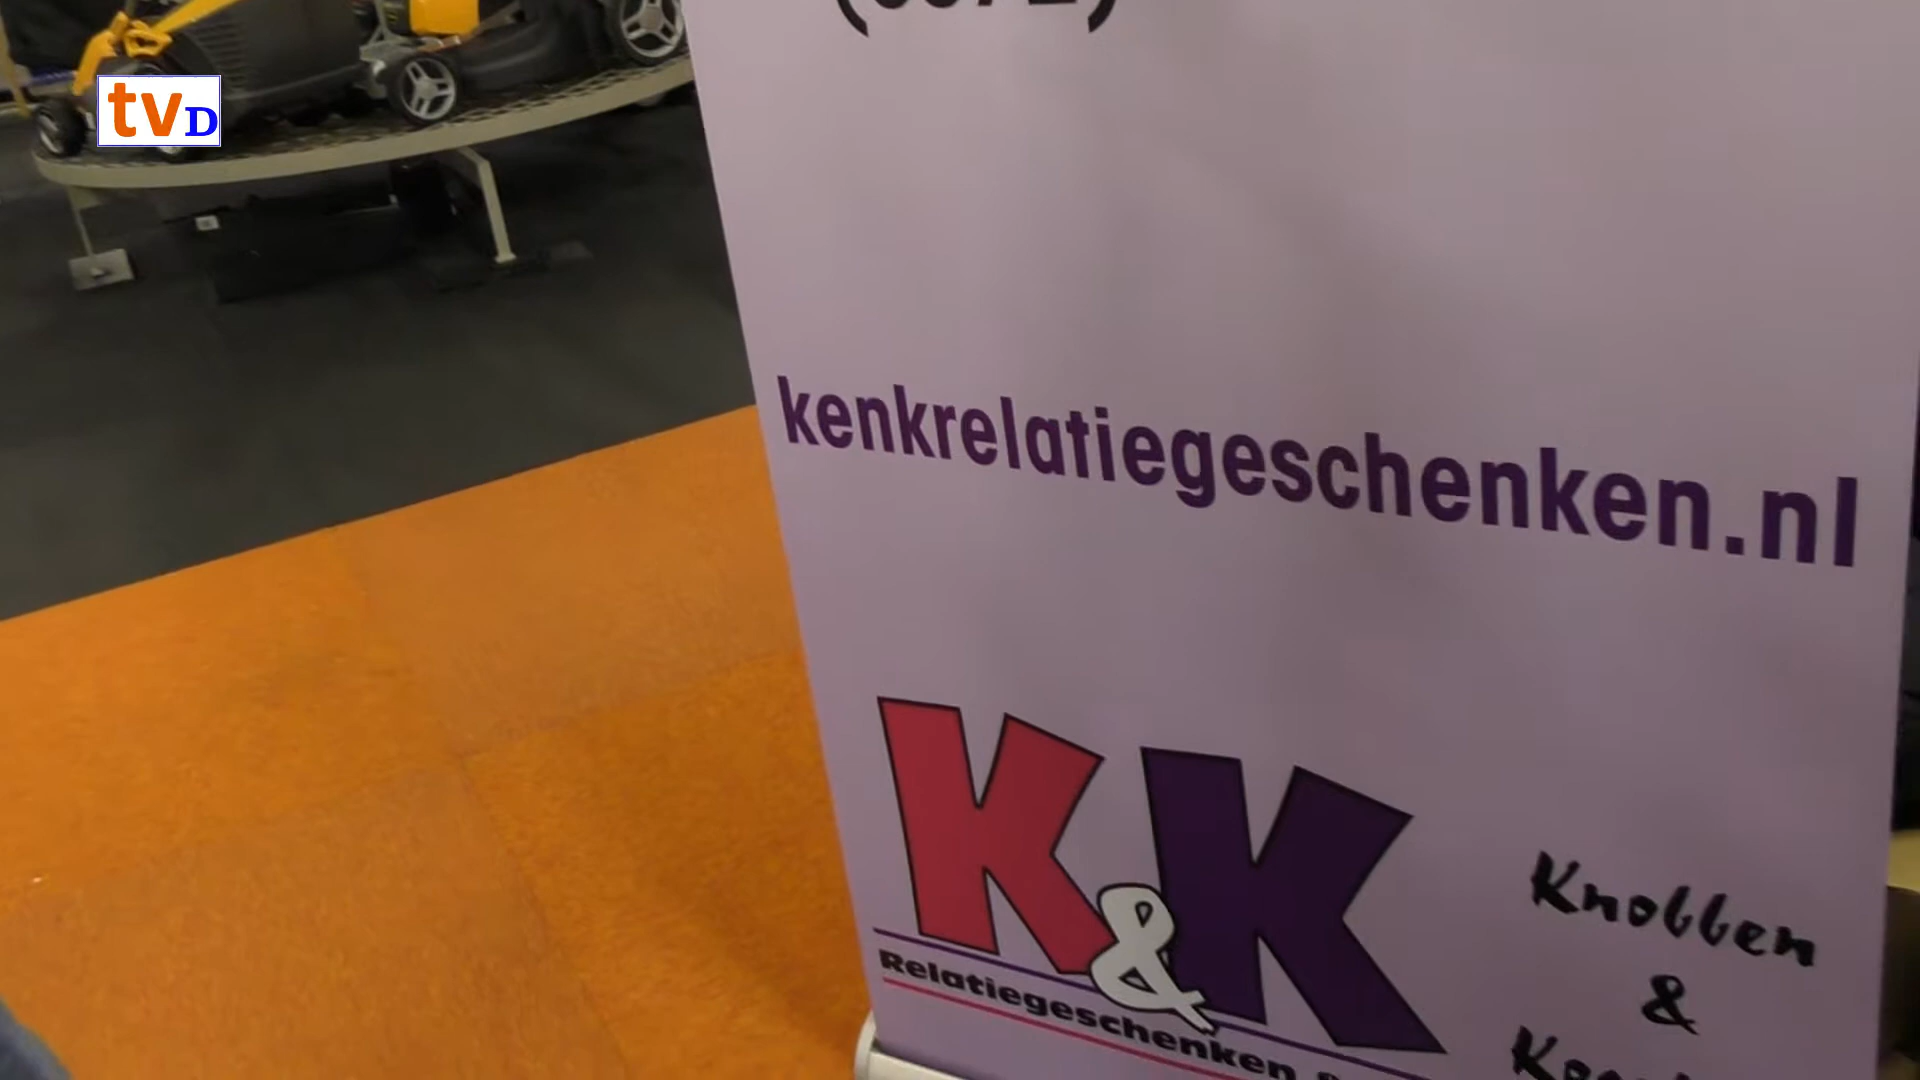 tvD
kenkrelatiegeschenken.nl
K&K
Relatiegeschenken
Knobben
&